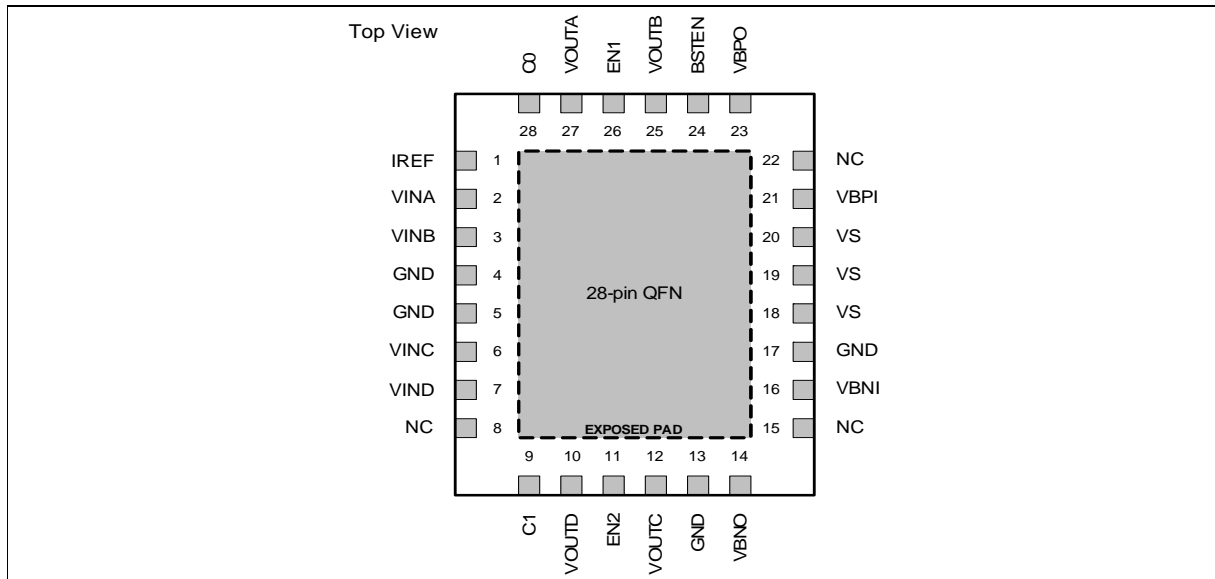 Top View
C0
VOUTA
EN1
VOUTB
BSTEN
VBPO
28 27 26 25 24 23
IREF 1 22 NC
VINA 2 21 VBPI
VINB 3 20 VS
GND 4 19 VS
28-pin QFN
GND 5 18 VS
VINC 6 17 GND
VIND 7 16 VBNI
NC 8 EXPOSED PAD 15 NC
9 10 11 12 13 14
C1
VOUTD
EN2
VOUTC
GND
VBNO